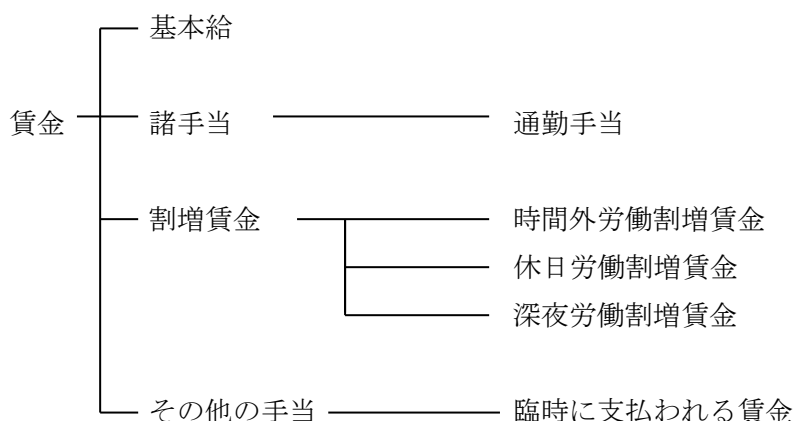 基本給
賃金 諸手当 通勤手当
割増賃金 時間外労働割増賃金
休日労働割増賃金
深夜労働割増賃金
その他の手当 臨時に支払われる賃金